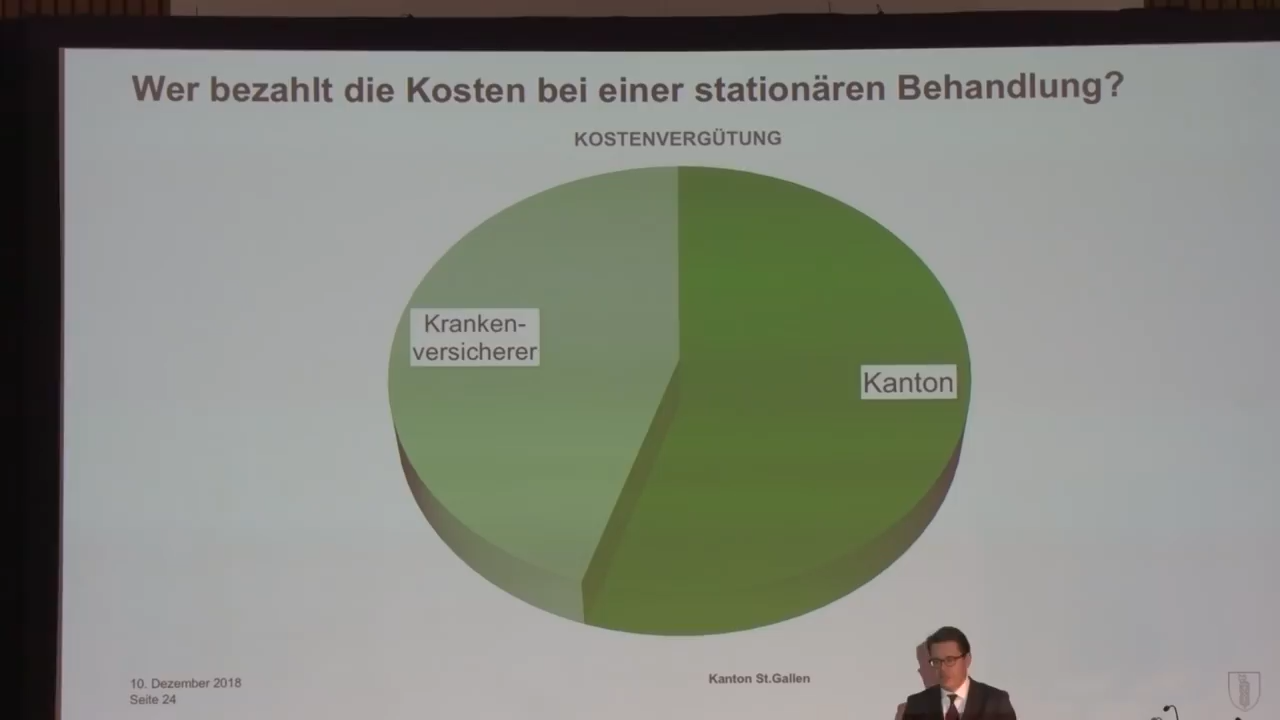 Wer bezahlt die Kosten bei einer stationären Behandlung?
KOSTENVERGÜTUNG
Kranken-
versicherer
Kanton
10. Dezember 2018
Seite 24
Kanton St.Gallen